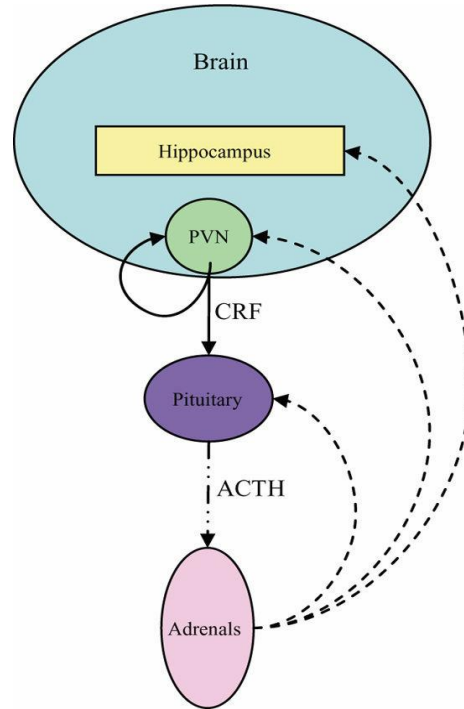 Brain
Hippocampus
PVN
CRF
Pituitary
ACTH
Adrenals